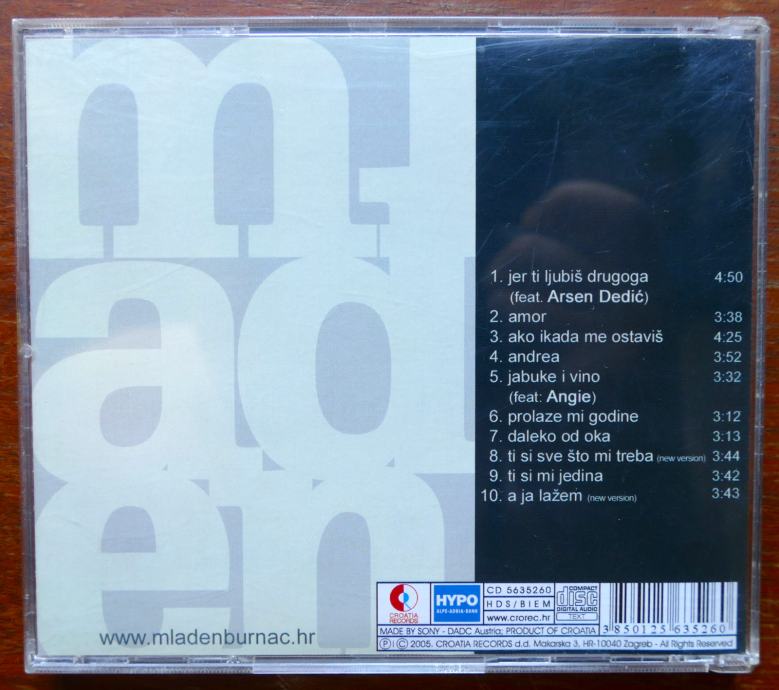 mladen
1. jer ti ljubiš drugoga 4:50
(feat. Arsen Dedić)
2. amor 3:38
3. ako ikada me ostaviš 4:25
4. andrea 3:52
5. jabuke i vino 3:32
(feat: Angie)
6. prolaze mi godine 3:12
7. daleko od oka 3:13
8. ti si sve što mi treba (new version) 3:44
9. ti si mi jedina 3:42
10. a ja lažem (new version) 3:43
www.mladenburnac.hr
CROATIA RECORDS
HYPO
ALPE-ADRIA-BANK
CD 5635260
HDS/BIEM
www.crorec.hr
COMPACT
disc
DIGITAL AUDIO
TEXT
MADE BY SONY - DADC Austria; PRODUCT OF CROATIA
3 850125 635260
Ⓟ I © 2005. CROATIA RECORDS d.d. Makarska 3, HR-10040 Zagreb - All Rights Reserved